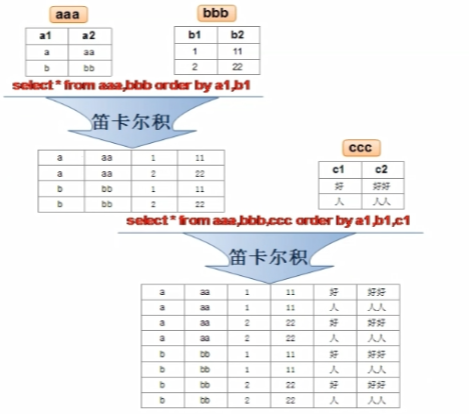 aaa
bbb
a1 a2
b1 b2
a aa
1 11
b bb
2 22
select * from aaa,bbb order by a1,b1
笛卡尔积
ccc
a aa 1 11
c1 c2
a aa 2 22
好 好好
b bb 1 11
人 人人
b bb 2 22
select * from aaa,bbb,ccc order by a1,b1,c1
笛卡尔积
a aa 1 11 好 好好
a aa 1 11 人 人人
a aa 2 22 好 好好
a aa 2 22 人 人人
b bb 1 11 好 好好
b bb 1 11 人 人人
b bb 2 22 好 好好
b bb 2 22 人 人人